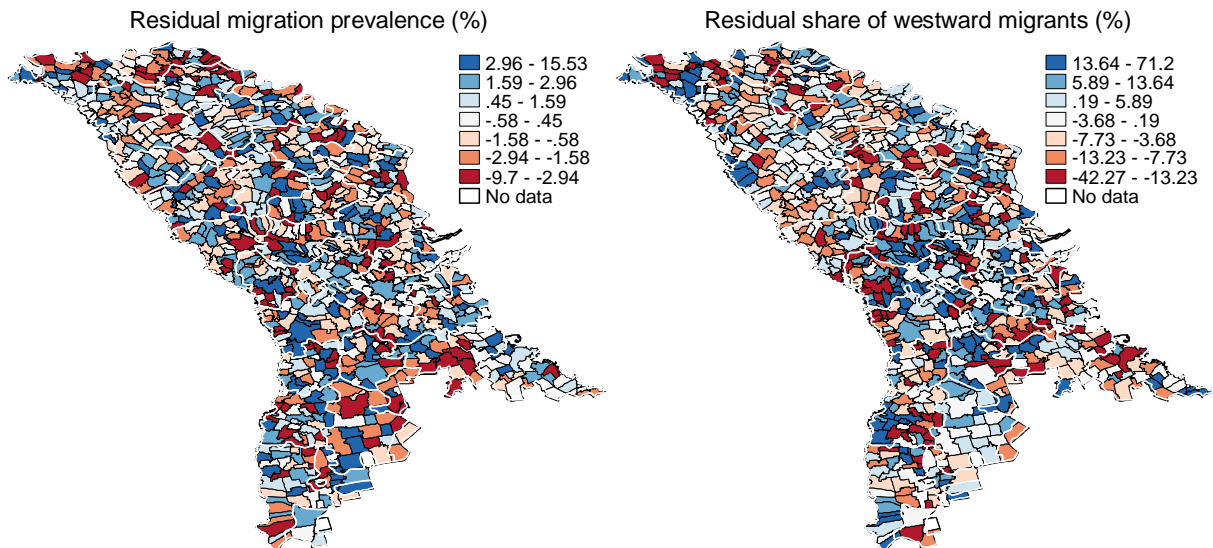 Residual migration prevalence (%)
2.96 - 15.53
1.59 - 2.96
.45 - 1.59
-.58 - .45
-1.58 - -.58
-2.94 - -1.58
-9.7 - -2.94
No data
Residual share of westward migrants (%)
13.64 - 71.2
5.89 - 13.64
.19 - 5.89
-3.68 - .19
-7.73 - -3.68
-13.23 - -7.73
-42.27 - -13.23
No data